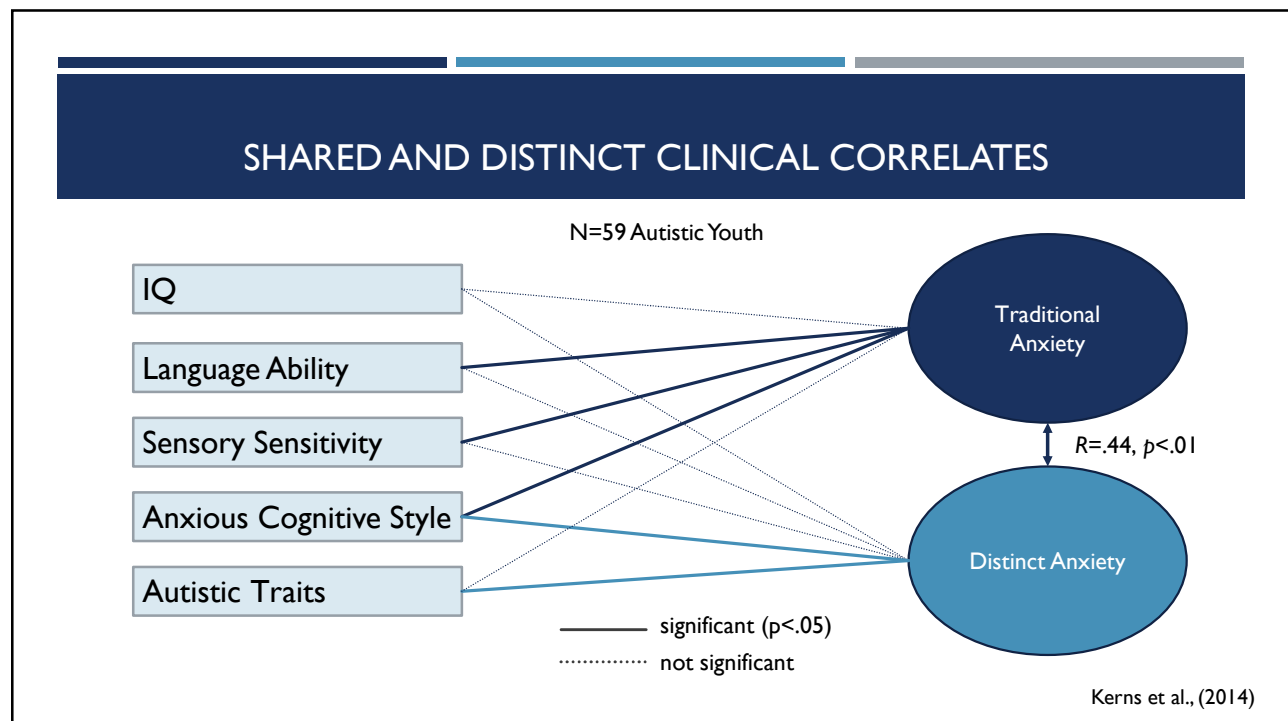 SHARED AND DISTINCT CLINICAL CORRELATES
N=59 Autistic Youth
IQ
Language Ability
Sensory Sensitivity
Anxious Cognitive Style
Autistic Traits
Traditional
Anxiety
R=.44, p<.01
Distinct Anxiety
significant (p<.05)
not significant
Kerns et al., (2014)